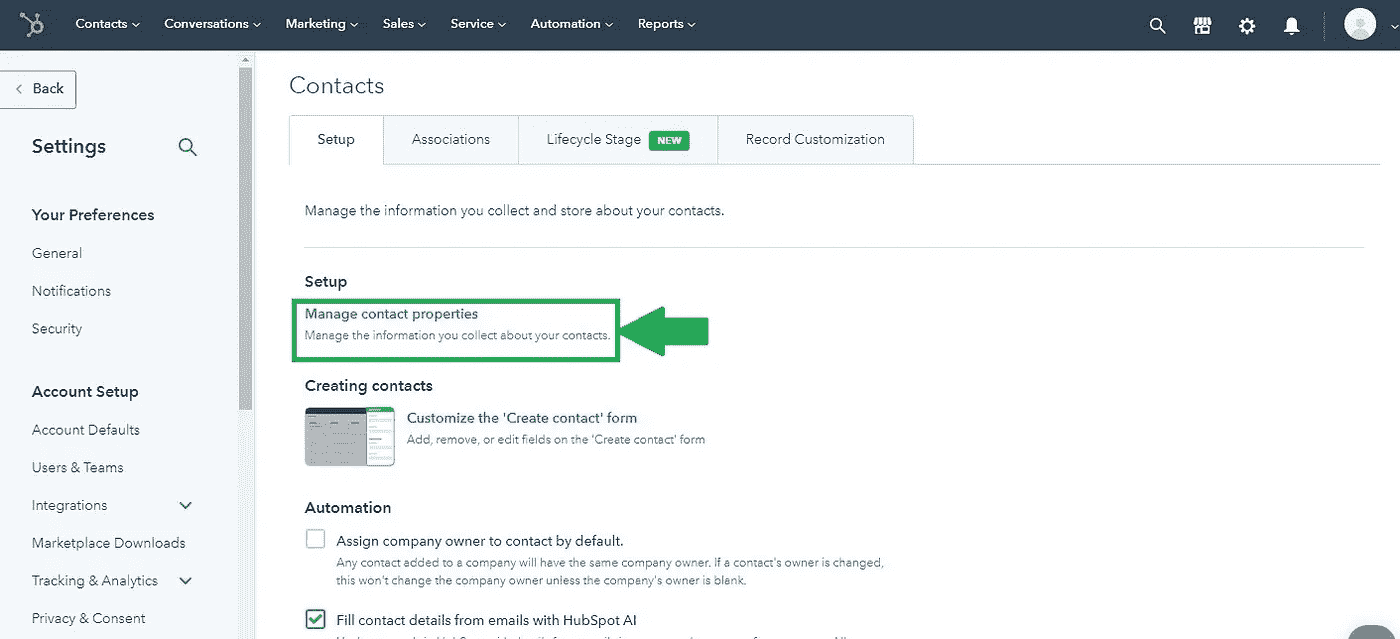 Contacts Conversations Marketing Sales Service Automation Reports
Back
Settings
Your Preferences
General
Notifications
Security
Account Setup
Account Defaults
Users & Teams
Integrations
Marketplace Downloads
Tracking & Analytics
Privacy & Consent
Contacts
Setup Associations Lifecycle Stage NEW Record Customization
Manage the information you collect and store about your contacts.
Setup
Manage contact properties
Manage the information you collect about your contacts.
Creating contacts
Customize the 'Create contact' form
Add, remove, or edit fields on the 'Create contact' form
Automation
Assign company owner to contact by default.
Any contact added to a company will have the same company owner. If a contact's owner is changed,
this won't change the company owner unless the company's owner is blank.
Fill contact details from emails with HubSpot AI